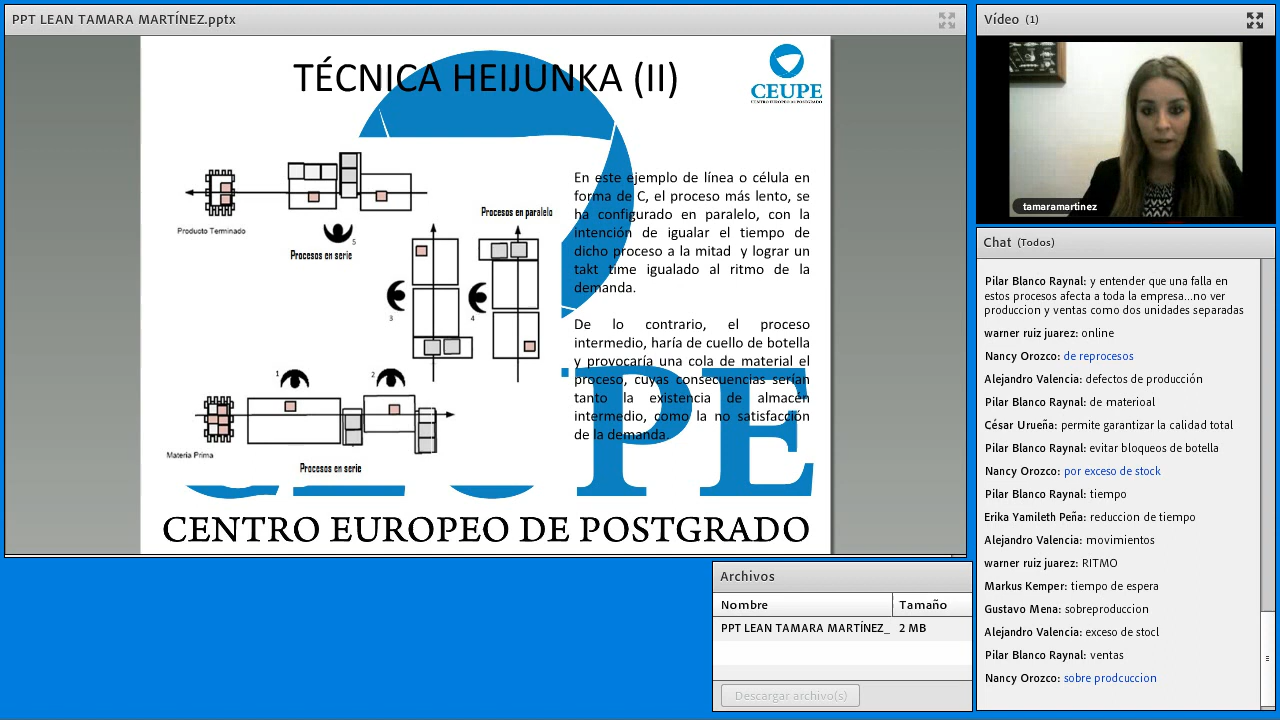 PPT LEAN TAMARA MARTÍNEZ.pptx
TÉCNICA HEIJUNKA (II)
CEUPE
CENTRO EUROPEO DE POSTGRADO
Producto Terminado
5
Procesos en serie
Procesos en paralelo
3
4
1
2
Materia Prima
Procesos en serie
En este ejemplo de línea o célula en
forma de C, el proceso más lento, se
ha configurado en paralelo, con la
intención de igualar el tiempo de
dicho proceso a la mitad y lograr un
takt time igualado al ritmo de la
demanda.
De lo contrario, el proceso
intermedio, haría de cuello de botella
y provocaría una cola de material el
proceso, cuyas consecuencias serían
tanto la existencia de almacén
intermedio, como la no satisfacción
de la demanda.
CEUPE
CENTRO EUROPEO DE POSTGRADO
Vídeo (1)
tamaramartinez
Chat (Todos)
Pilar Blanco Raynal: y entender que una falla en
estos procesos afecta a toda la empresa...no ver
produccion y ventas como dos unidades separadas
warner ruiz juarez: online
Nancy Orozco: de reprocesos
Alejandro Valencia: defectos de producción
Pilar Blanco Raynal: de materioal
César Urueña: permite garantizar la calidad total
Pilar Blanco Raynal: evitar bloqueos de botella
Nancy Orozco: por exceso de stock
Pilar Blanco Raynal: tiempo
Erika Yamileth Peña: reduccion de tiempo
Alejandro Valencia: movimientos
warner ruiz juarez: RITMO
Markus Kemper: tiempo de espera
Gustavo Mena: sobreproduccion
Alejandro Valencia: exceso de stocl
Pilar Blanco Raynal: ventas
Nancy Orozco: sobre prodcuccion
Archivos
Nombre Tamaño
PPT LEAN TAMARA MARTÍNEZ_ 2 MB
Descargar archivo(s)